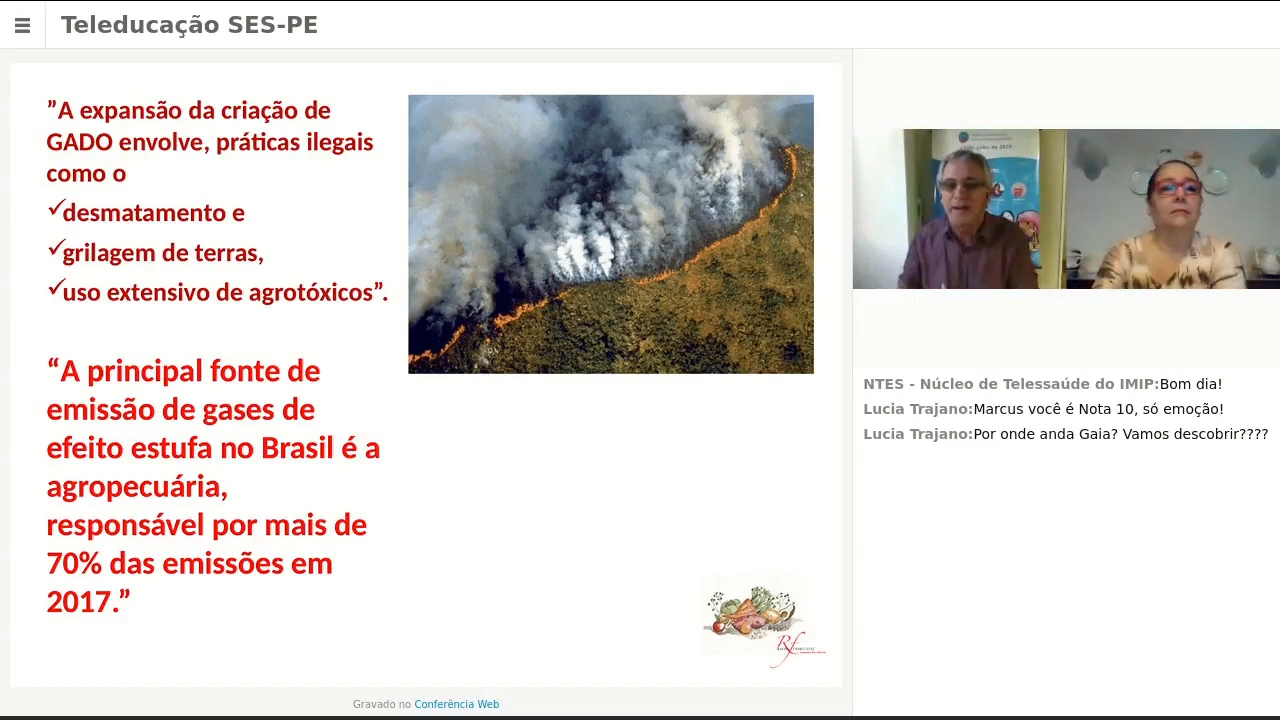 Teleducação SES-PE
”A expansão da criação de
GADO envolve, práticas ilegais
como o
desmatamento e
grilagem de terras,
uso extensivo de agrotóxicos”.
“A principal fonte de
emissão de gases de
efeito estufa no Brasil é a
agropecuária,
responsável por mais de
70% das emissões em
2017.”
Rf
Gravado no Conferência Web
NTES - Núcleo de Telessaúde do IMIP:Bom dia!
Lucia Trajano:Marcus você é Nota 10, só emoção!
Lucia Trajano:Por onde anda Gaia? Vamos descobrir????